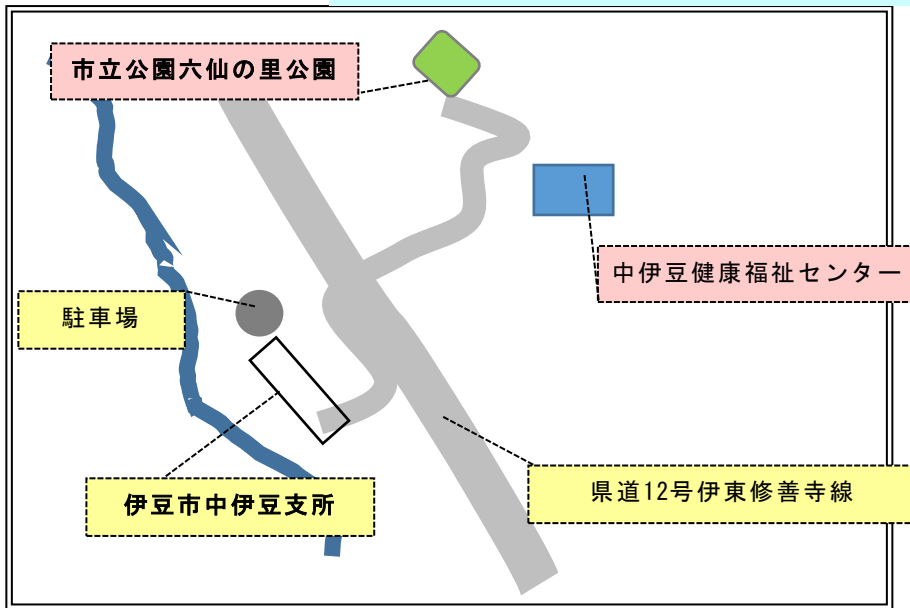 市立公園六仙の里公園
中伊豆健康福祉センター
駐車場
伊豆市中伊豆支所
県道12号伊東修善寺線